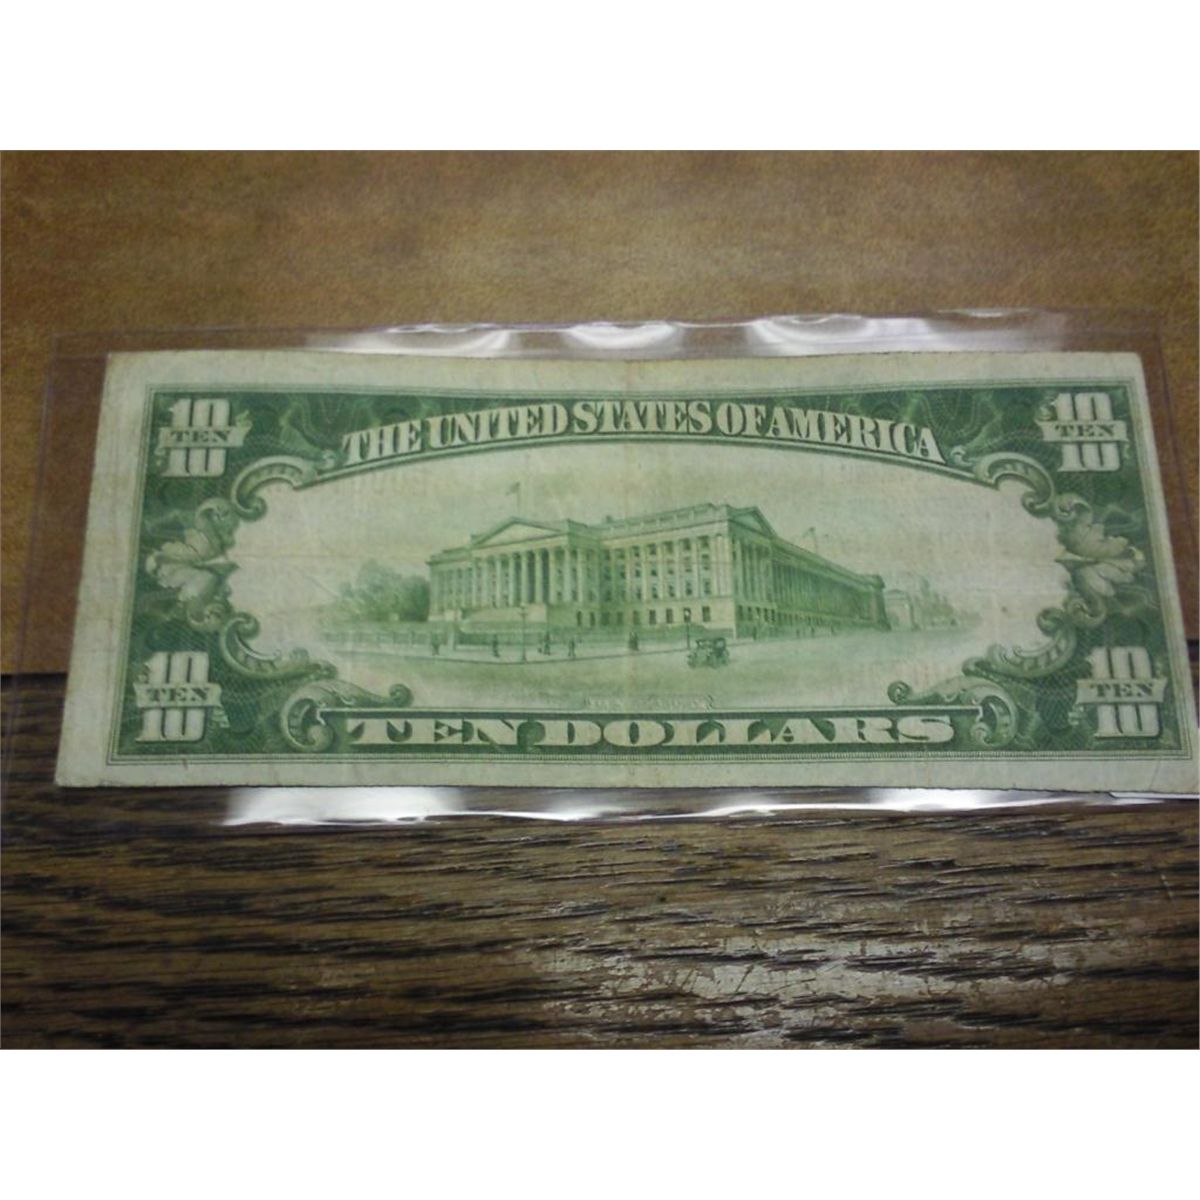 10 10
TEN TEN
10 10
THE UNITED STATES OF AMERICA
10 10
TEN TEN
10 10
TEN DOLLARS